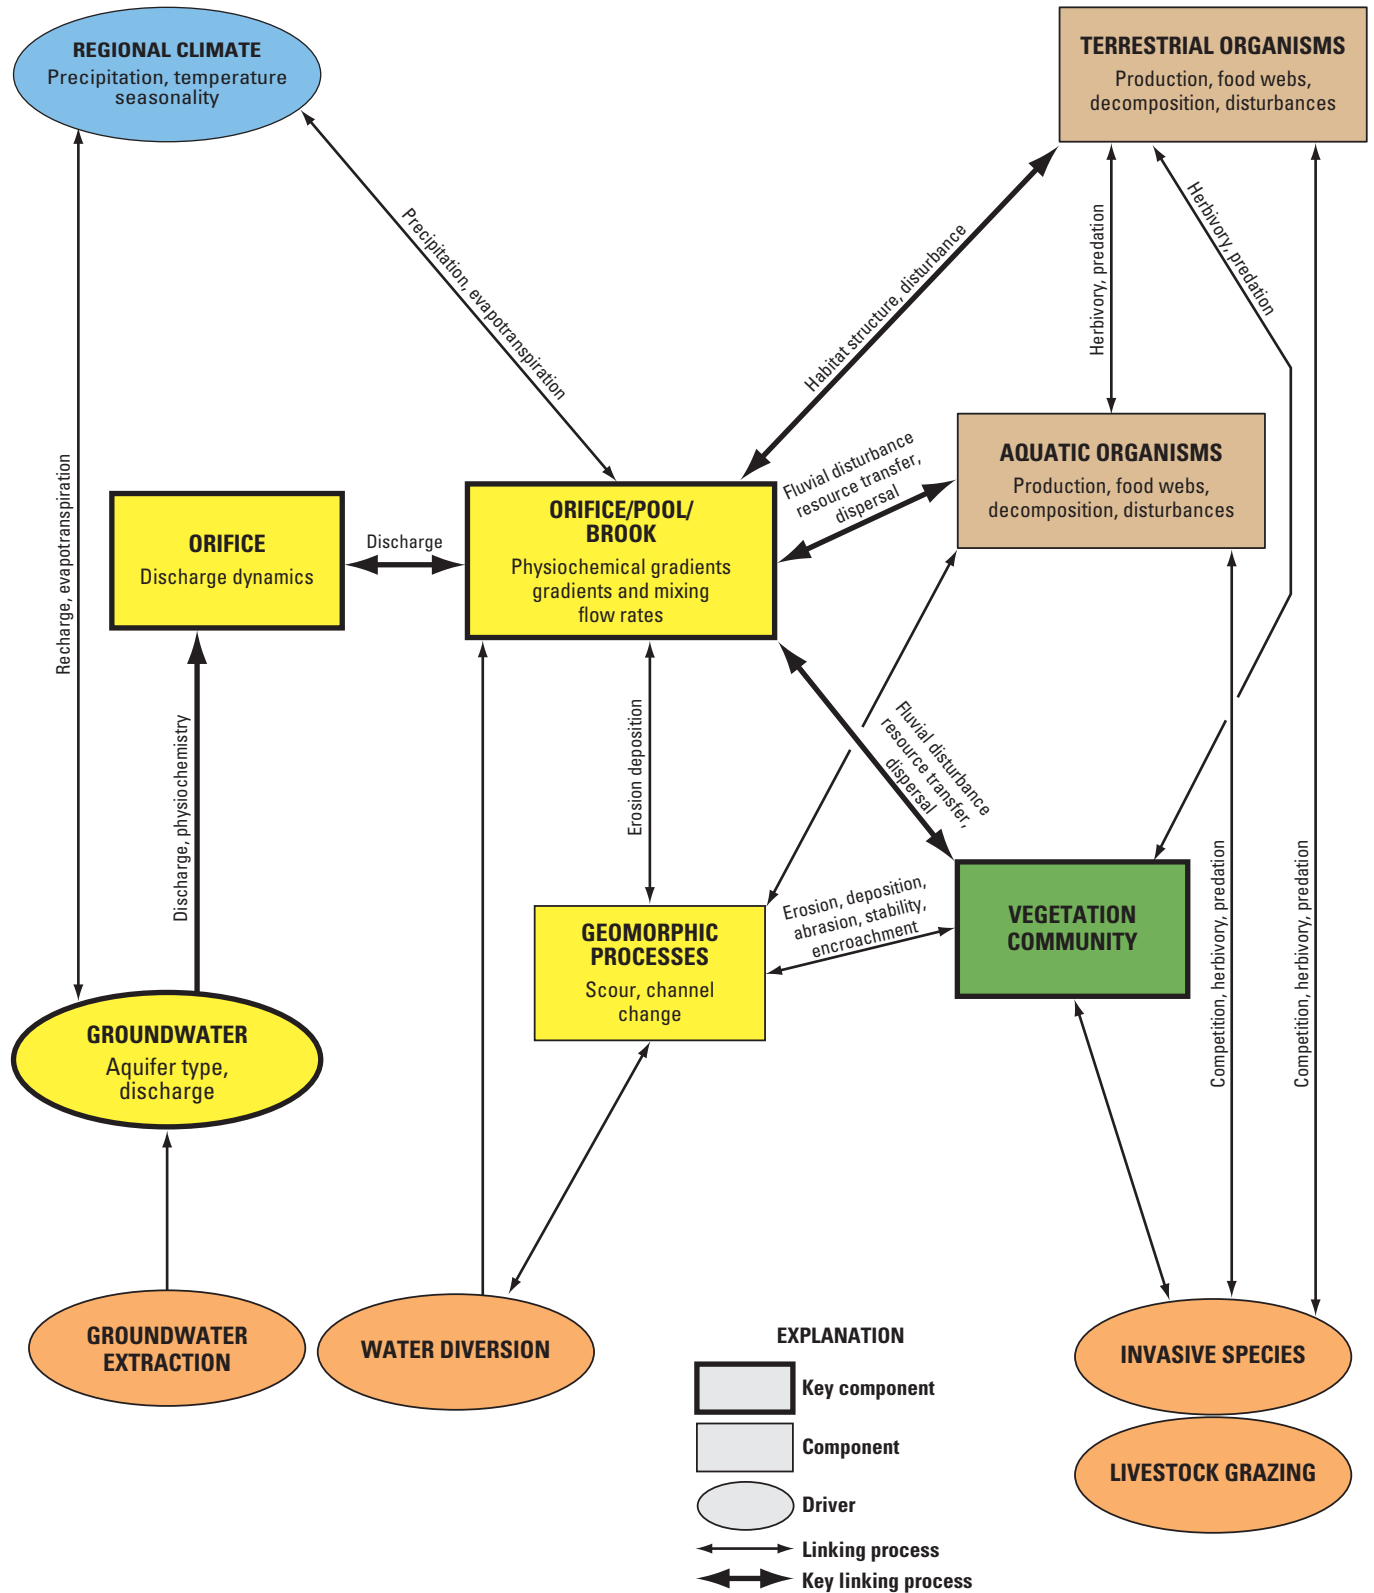 REGIONAL CLIMATE
Precipitation, temperature
seasonality
TERRESTRIAL ORGANISMS
Production, food webs,
decomposition, disturbances
Recharge, evapotranspiration
Precipitation, evapotranspiration
Habitat structure, disturbance
Herbivory, predation
Herbivory, predation
AQUATIC ORGANISMS
Production, food webs,
decomposition, disturbances
Fluvial disturbance
resource transfer,
dispersal
ORIFICE
Discharge dynamics
Discharge
ORIFICE/POOL/
BROOK
Physiochemical gradients
gradients and mixing
flow rates
Discharge, physiochemistry
Erosion deposition
Fluvial disturbance
resource transfer,
dispersal
Erosion, deposition,
abrasion, stability,
encroachment
VEGETATION
COMMUNITY
Competition, herbivory, predation
Competition, herbivory, predation
GEOMORPHIC
PROCESSES
Scour, channel
change
GROUNDWATER
Aquifer type,
discharge
GROUNDWATER
EXTRACTION
WATER DIVERSION
INVASIVE SPECIES
LIVESTOCK GRAZING
EXPLANATION
Key component
Component
Driver
Linking process
Key linking process